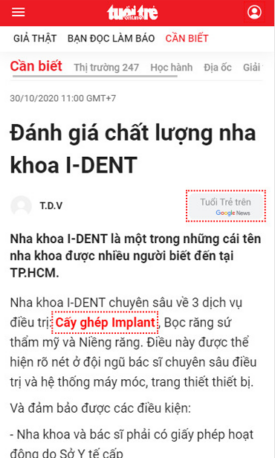 tuổi trẻ
GIẢ THẬT BẠN ĐỌC LÀM BÁO CẦN BIẾT
Cần biết Thị trường 247 Học hành Địa ốc Giải
30/10/2020 11:00 GMT+7
Đánh giá chất lượng nha
khoa I-DENT
T.D.V
Tuổi Trẻ trên
Google News
Nha khoa I-DENT là một trong những cái tên
nha khoa được nhiều người biết đến tại
TP.HCM.
Nha khoa I-DENT chuyên sâu về 3 dịch vụ
điều trị: Cấy ghép Implant, Bọc răng sứ
thẩm mỹ và Niềng răng. Điều này được thể
hiện rõ nét ở đội ngũ bác sĩ chuyên sâu điều
trị và hệ thống máy móc, trang thiết thiết bị.
Và đảm bảo được các điều kiện:
- Nha khoa và bác sĩ phải có giấy phép hoạt
động do Sở Y tế cấp